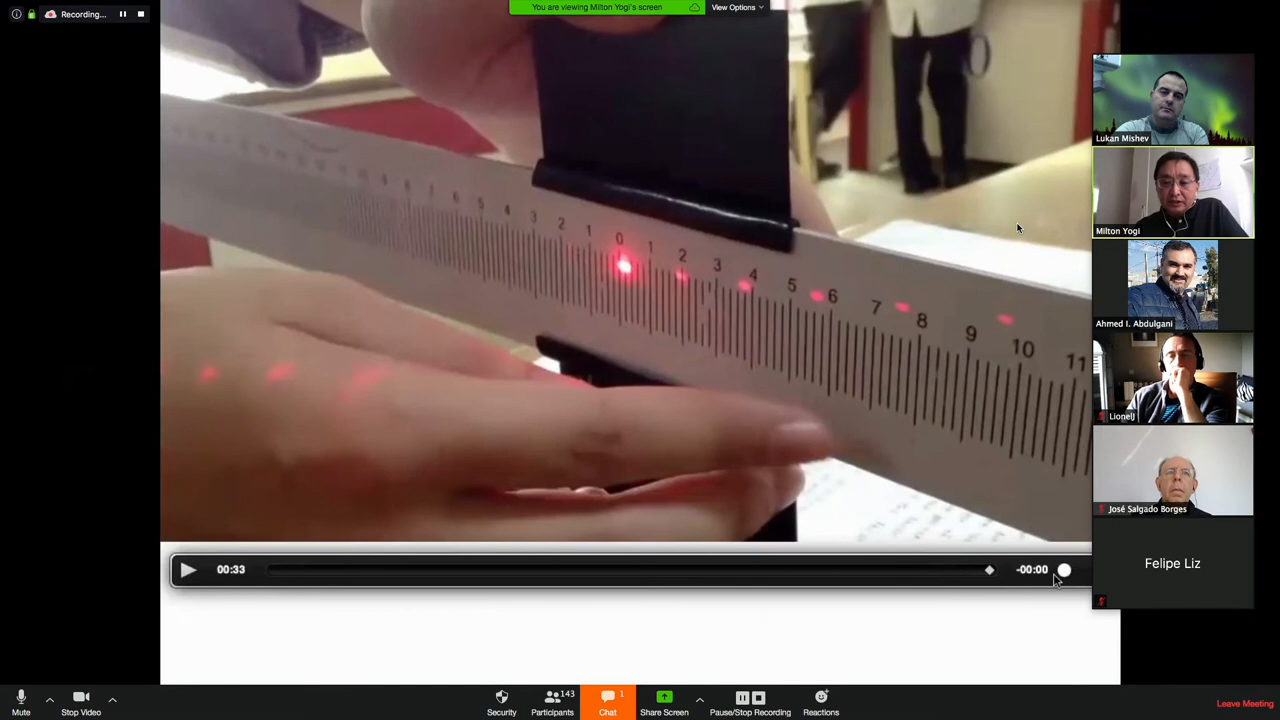 Recording...
You are viewing Milton Yogi's screen
View Options
Lukan Mishev
Milton Yogi
Ahmed I. Abdulgani
LionelJ
José Salgado Borges
Felipe Liz
7 6 5 4 3 2 1 0 1 2 3 4 5 6 7 8 9 10 11
00:33
-00:00
Mute
Stop Video
Security
143
Participants
1
Chat
Share Screen
Pause/Stop Recording
Reactions
Leave Meeting